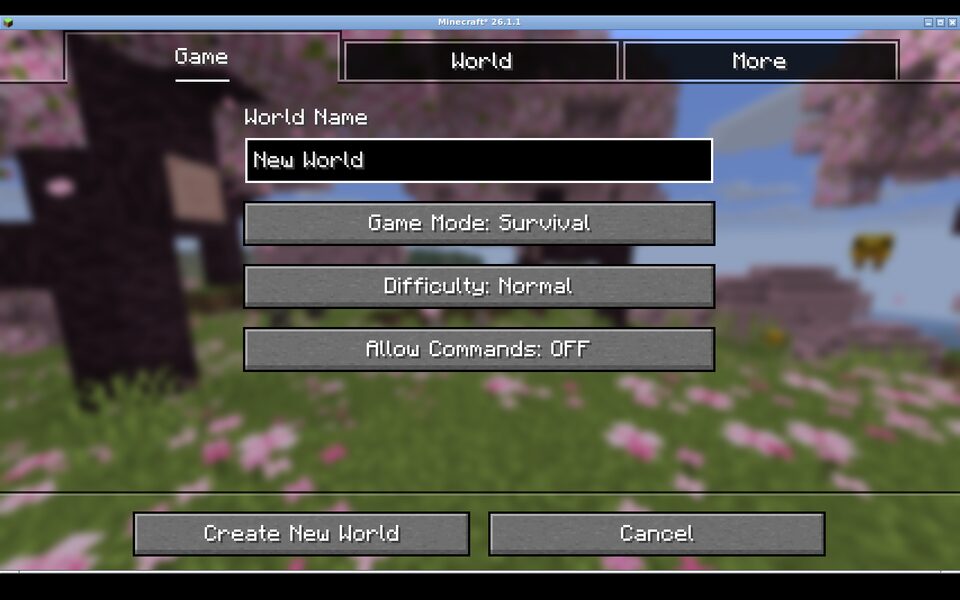 Minecraft* 26.1.1
Game World More
World Name
New World
Game Mode: Survival
Difficulty: Normal
Allow Commands: OFF
Create New World Cancel